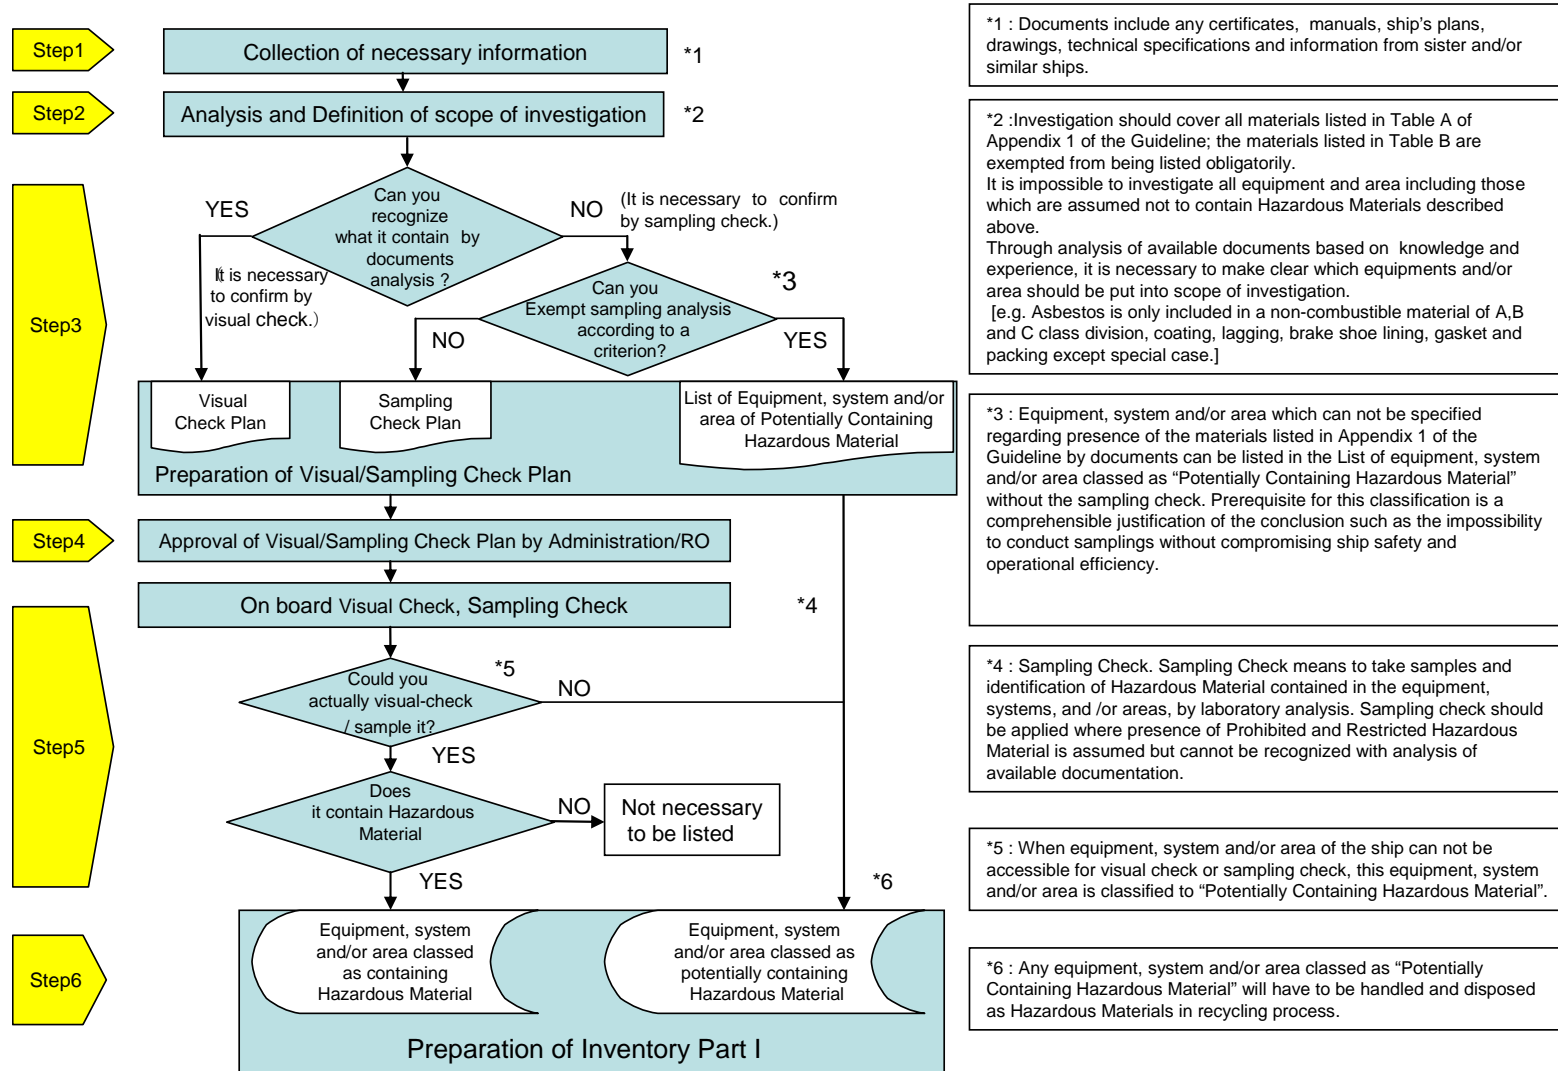 Step1
Collection of necessary information
*1
Step2
Analysis and Definition of scope of investigation
*2
Step3
Can you
recognize
what it contain by
documents
analysis ?
YES
It is necessary
to confirm by
visual check.)
NO
(It is necessary to confirm
by sampling check.)
*3
Can you
Exempt sampling analysis
according to a
criterion?
NO
YES
Visual
Check Plan
Sampling
Check Plan
List of Equipment, system and/or
area of Potentially Containing
Hazardous Material
Preparation of Visual/Sampling Check Plan
Step4
Approval of Visual/Sampling Check Plan by Administration/RO
Step5
On board Visual Check, Sampling Check
*4
Could you
actually visual-check
/ sample it?
*5
NO
YES
Does
it contain Hazardous
Material
NO
Not necessary
to be listed
YES
*6
Step6
Equipment, system
and/or area classed
as containing
Hazardous Material
Equipment, system
and/or area classed as
potentially containing
Hazardous Material
Preparation of Inventory Part I
*1 : Documents include any certificates, manuals, ship's plans,
drawings, technical specifications and information from sister and/or
similar ships.
*2 :Investigation should cover all materials listed in Table A of
Appendix 1 of the Guideline; the materials listed in Table B are
exempted from being listed obligatorily.
It is impossible to investigate all equipment and area including those
which are assumed not to contain Hazardous Materials described
above.
Through analysis of available documents based on knowledge and
experience, it is necessary to make clear which equipments and/or
area should be put into scope of investigation.
[e.g. Asbestos is only included in a non-combustible material of A,B
and C class division, coating, lagging, brake shoe lining, gasket and
packing except special case.]
*3 : Equipment, system and/or area which can not be specified
regarding presence of the materials listed in Appendix 1 of the
Guideline by documents can be listed in the List of equipment, system
and/or area classed as “Potentially Containing Hazardous Material”
without the sampling check. Prerequisite for this classification is a
comprehensible justification of the conclusion such as the impossibility
to conduct samplings without compromising ship safety and
operational efficiency.
*4 : Sampling Check. Sampling Check means to take samples and
identification of Hazardous Material contained in the equipment,
systems, and /or areas, by laboratory analysis. Sampling check should
be applied where presence of Prohibited and Restricted Hazardous
Material is assumed but cannot be recognized with analysis of
available documentation.
*5 : When equipment, system and/or area of the ship can not be
accessible for visual check or sampling check, this equipment, system
and/or area is classified to “Potentially Containing Hazardous Material”.
*6 : Any equipment, system and/or area classed as “Potentially
Containing Hazardous Material” will have to be handled and disposed
as Hazardous Materials in recycling process.